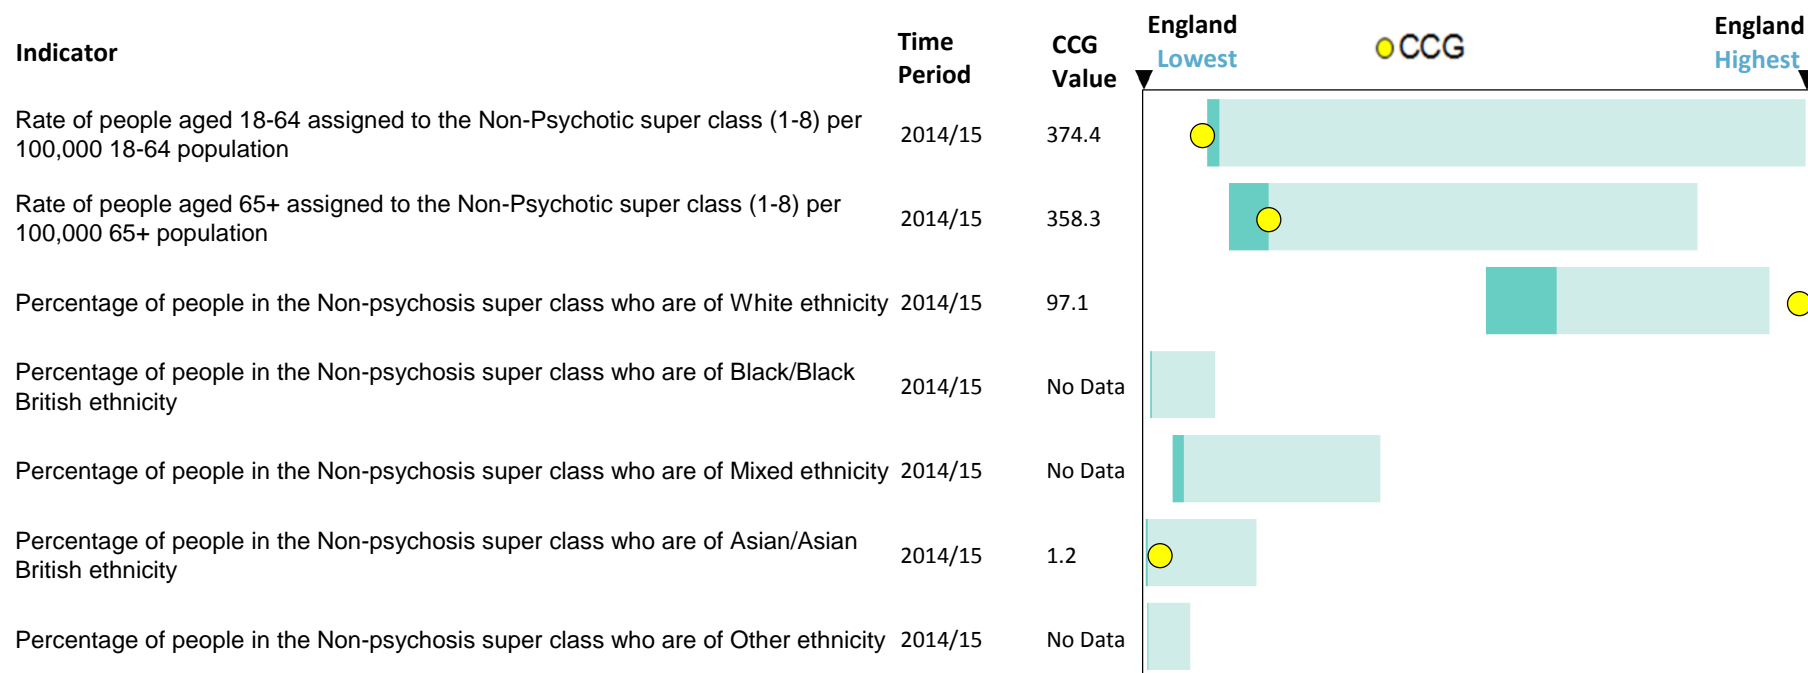 Indicator
Time
Period
CCG
Value
England
Lowest
CCG
England
Highest
Rate of people aged 18-64 assigned to the Non-Psychotic super class (1-8) per
100,000 18-64 population
2014/15
374.4
Rate of people aged 65+ assigned to the Non-Psychotic super class (1-8) per
100,000 65+ population
2014/15
358.3
Percentage of people in the Non-psychosis super class who are of White ethnicity
2014/15
97.1
Percentage of people in the Non-psychosis super class who are of Black/Black
British ethnicity
2014/15
No Data
Percentage of people in the Non-psychosis super class who are of Mixed ethnicity
2014/15
No Data
Percentage of people in the Non-psychosis super class who are of Asian/Asian
British ethnicity
2014/15
1.2
Percentage of people in the Non-psychosis super class who are of Other ethnicity
2014/15
No Data